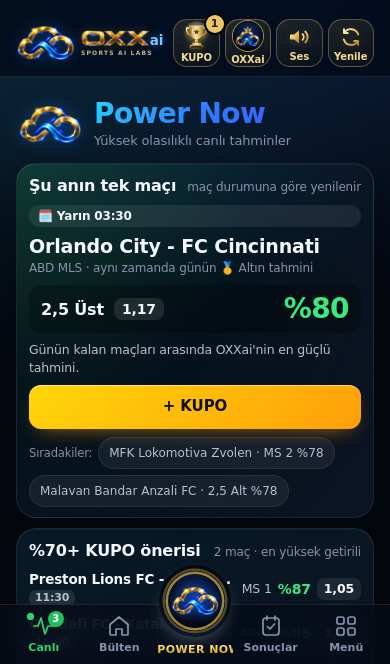 OXX ai
SPORTS AI LABS
1
KUPO
OXXai
Ses
Yenile
Power Now
Yüksek olasılıklı canlı tahminler
Şu anın tek maçı
maç durumuna göre yenilenir
Yarın 03:30
Orlando City - FC Cincinnati
ABD MLS · aynı zamanda günün 🥇 Altın tahmini
2,5 Üst 1,17 %80
Günün kalan maçları arasında OXXai'nin en güçlü
tahmini.
+ KUPO
Sıradakiler: MFK Lokomotiva Zvolen · MS 2 %78
Malavan Bandar Anzali FC · 2,5 Alt %78
%70+ KUPO önerisi
2 maç · en yüksek getirili
Preston Lions FC -
MS 1 %87 1,05
11:30
3
Canlı
Bülten
POWER NOW
Sonuçlar
Menü